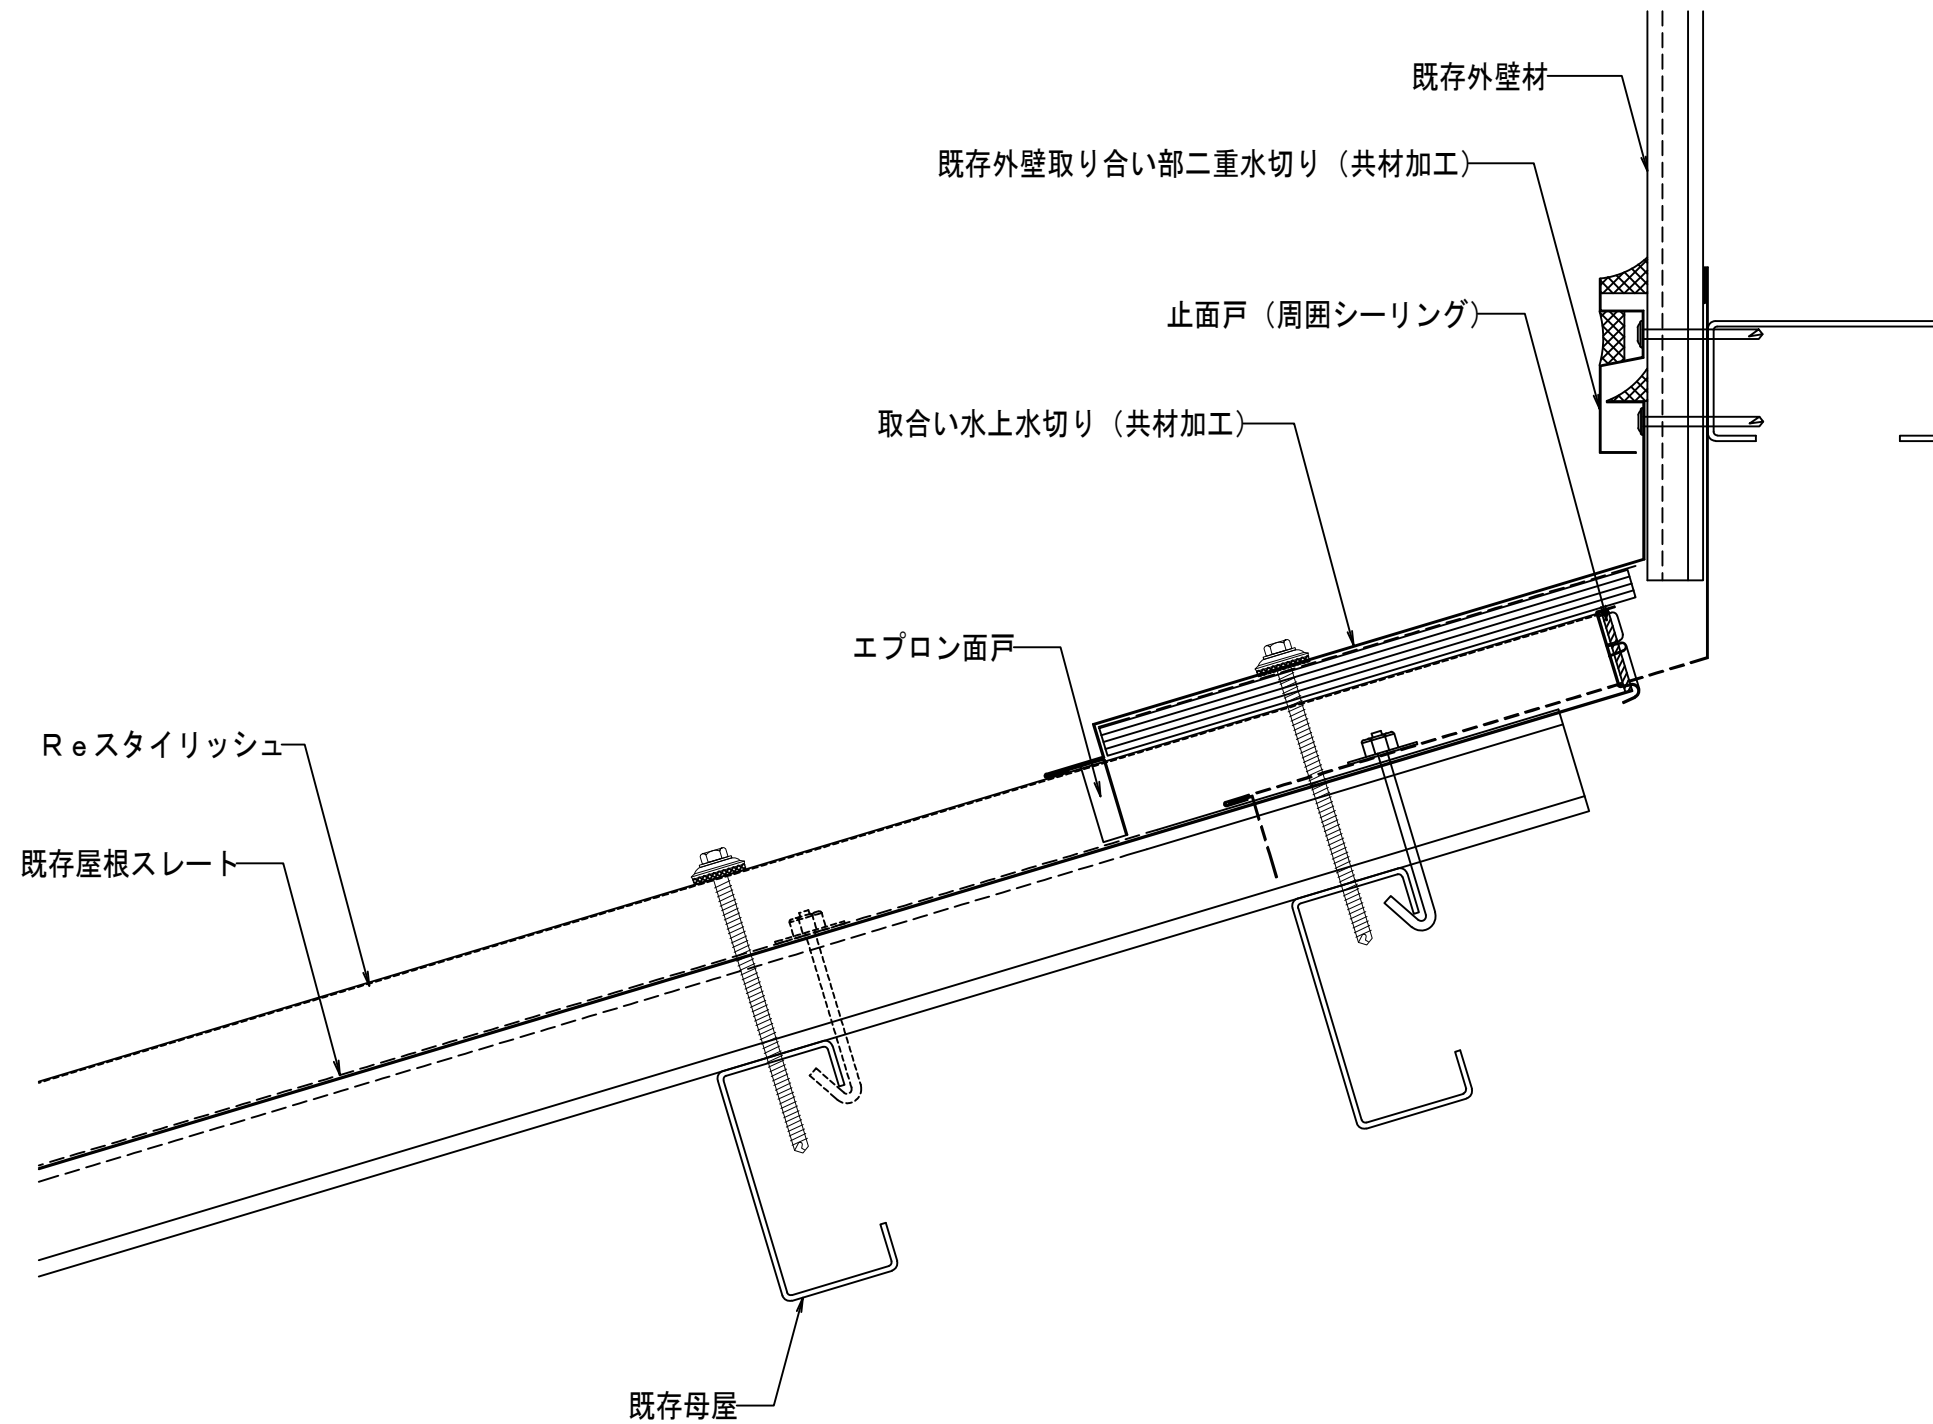 既存外壁材
既存外壁取り合い部二重水切り（共材加工）
止面戸（周囲シーリング）
取合い水上水切り（共材加工）
エプロン面戸
Ｒｅスタイリッシュ
既存屋根スレート
既存母屋